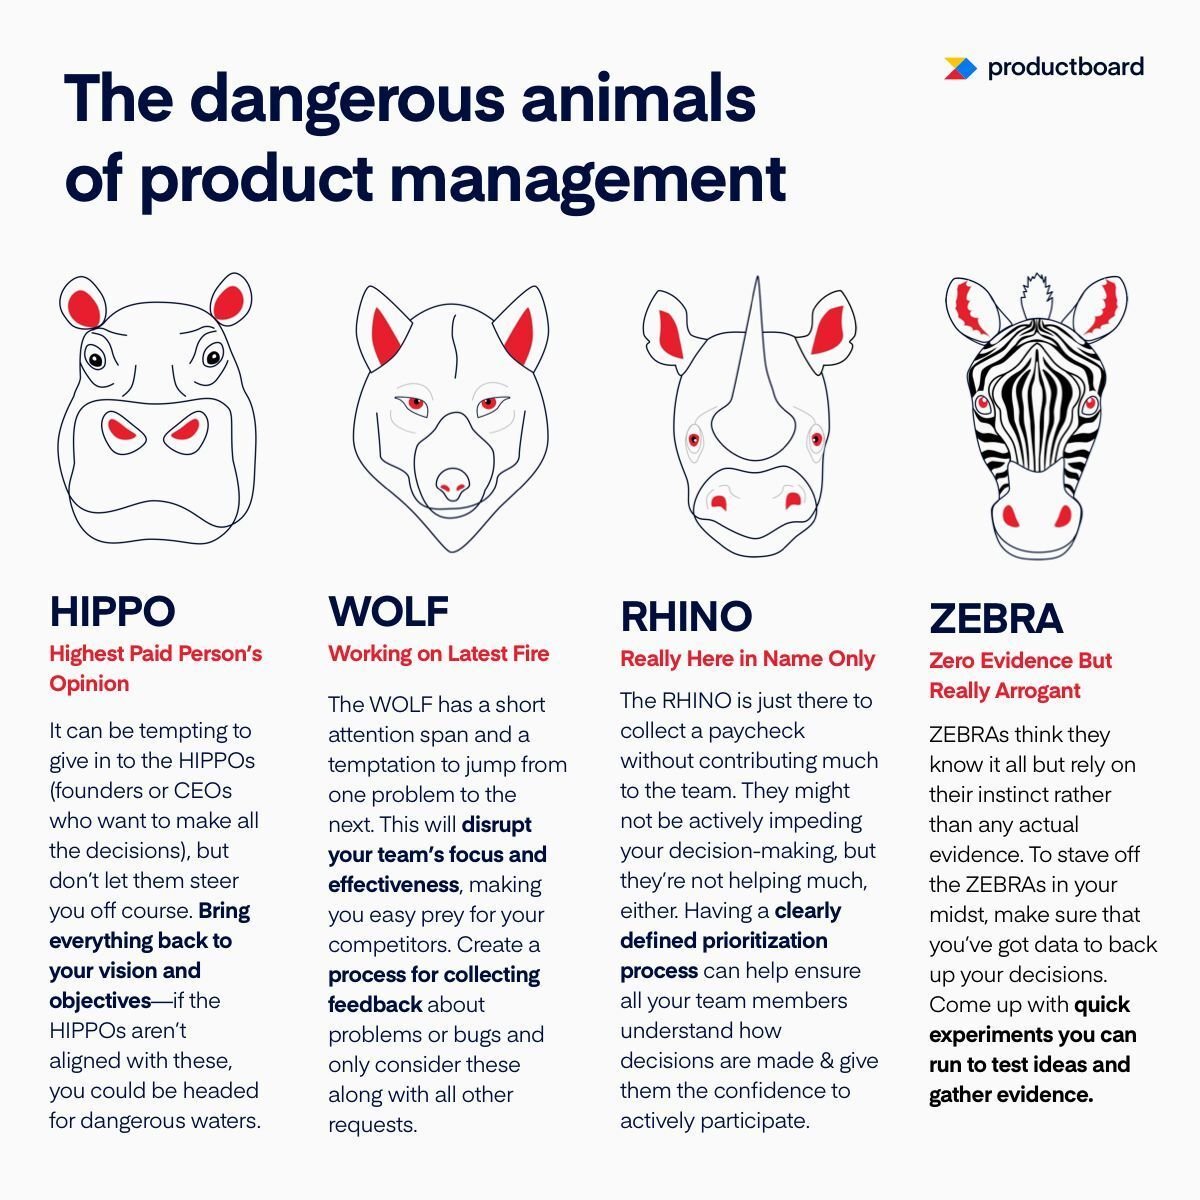 The dangerous animals
of product management
productboard
HIPPO
Highest Paid Person's
Opinion
It can be tempting to
give in to the HIPPOs
(founders or CEOs
who want to make all
the decisions), but
don't let them steer
you off course. Bring
everything back to
your vision and
objectives—if the
HIPPOs aren't
aligned with these,
you could be headed
for dangerous waters.
WOLF
Working on Latest Fire
The WOLF has a short
attention span and a
temptation to jump from
one problem to the
next. This will disrupt
your team's focus and
effectiveness, making
you easy prey for your
competitors. Create a
process for collecting
feedback about
problems or bugs and
only consider these
along with all other
requests.
RHINO
Really Here in Name Only
The RHINO is just there to
collect a paycheck
without contributing much
to the team. They might
not be actively impeding
your decision-making, but
they're not helping much,
either. Having a clearly
defined prioritization
process can help ensure
all your team members
understand how
decisions are made & give
them the confidence to
actively participate.
ZEBRA
Zero Evidence But
Really Arrogant
ZEBRAs think they
know it all but rely on
their instinct rather
than any actual
evidence. To stave off
the ZEBRAs in your
midst, make sure that
you've got data to back
up your decisions.
Come up with quick
experiments you can
run to test ideas and
gather evidence.